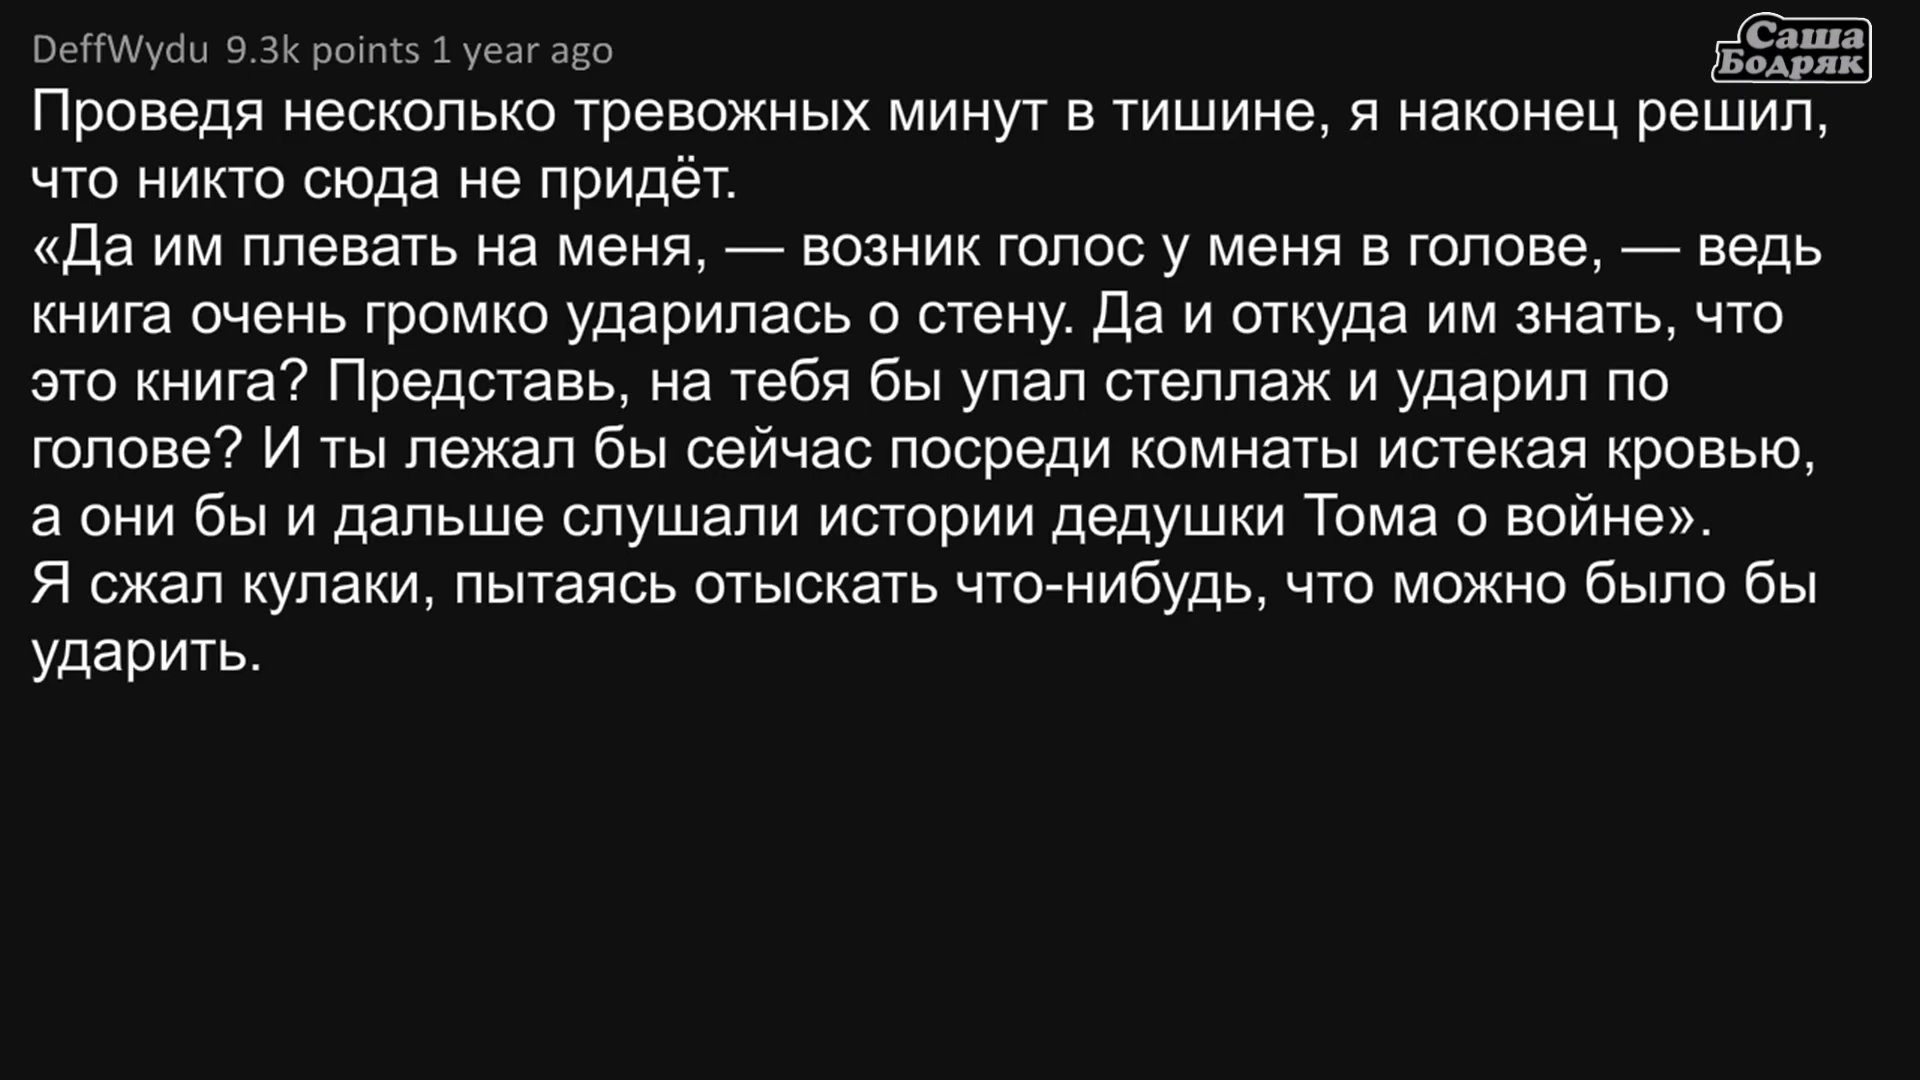 DeffWydu 9.3k points 1 year ago
Саша
Бодряк
Проведя несколько тревожных минут в тишине, я наконец решил,
что никто сюда не придёт.
«Да им плевать на меня, — возник голос у меня в голове, — ведь
книга очень громко ударилась о стену. Да и откуда им знать, что
это книга? Представь, на тебя бы упал стеллаж и ударил по
голове? И ты лежал бы сейчас посреди комнаты истекая кровью,
а они бы и дальше слушали истории дедушки Тома о войне».
Я сжал кулаки, пытаясь отыскать что-нибудь, что можно было бы
ударить.